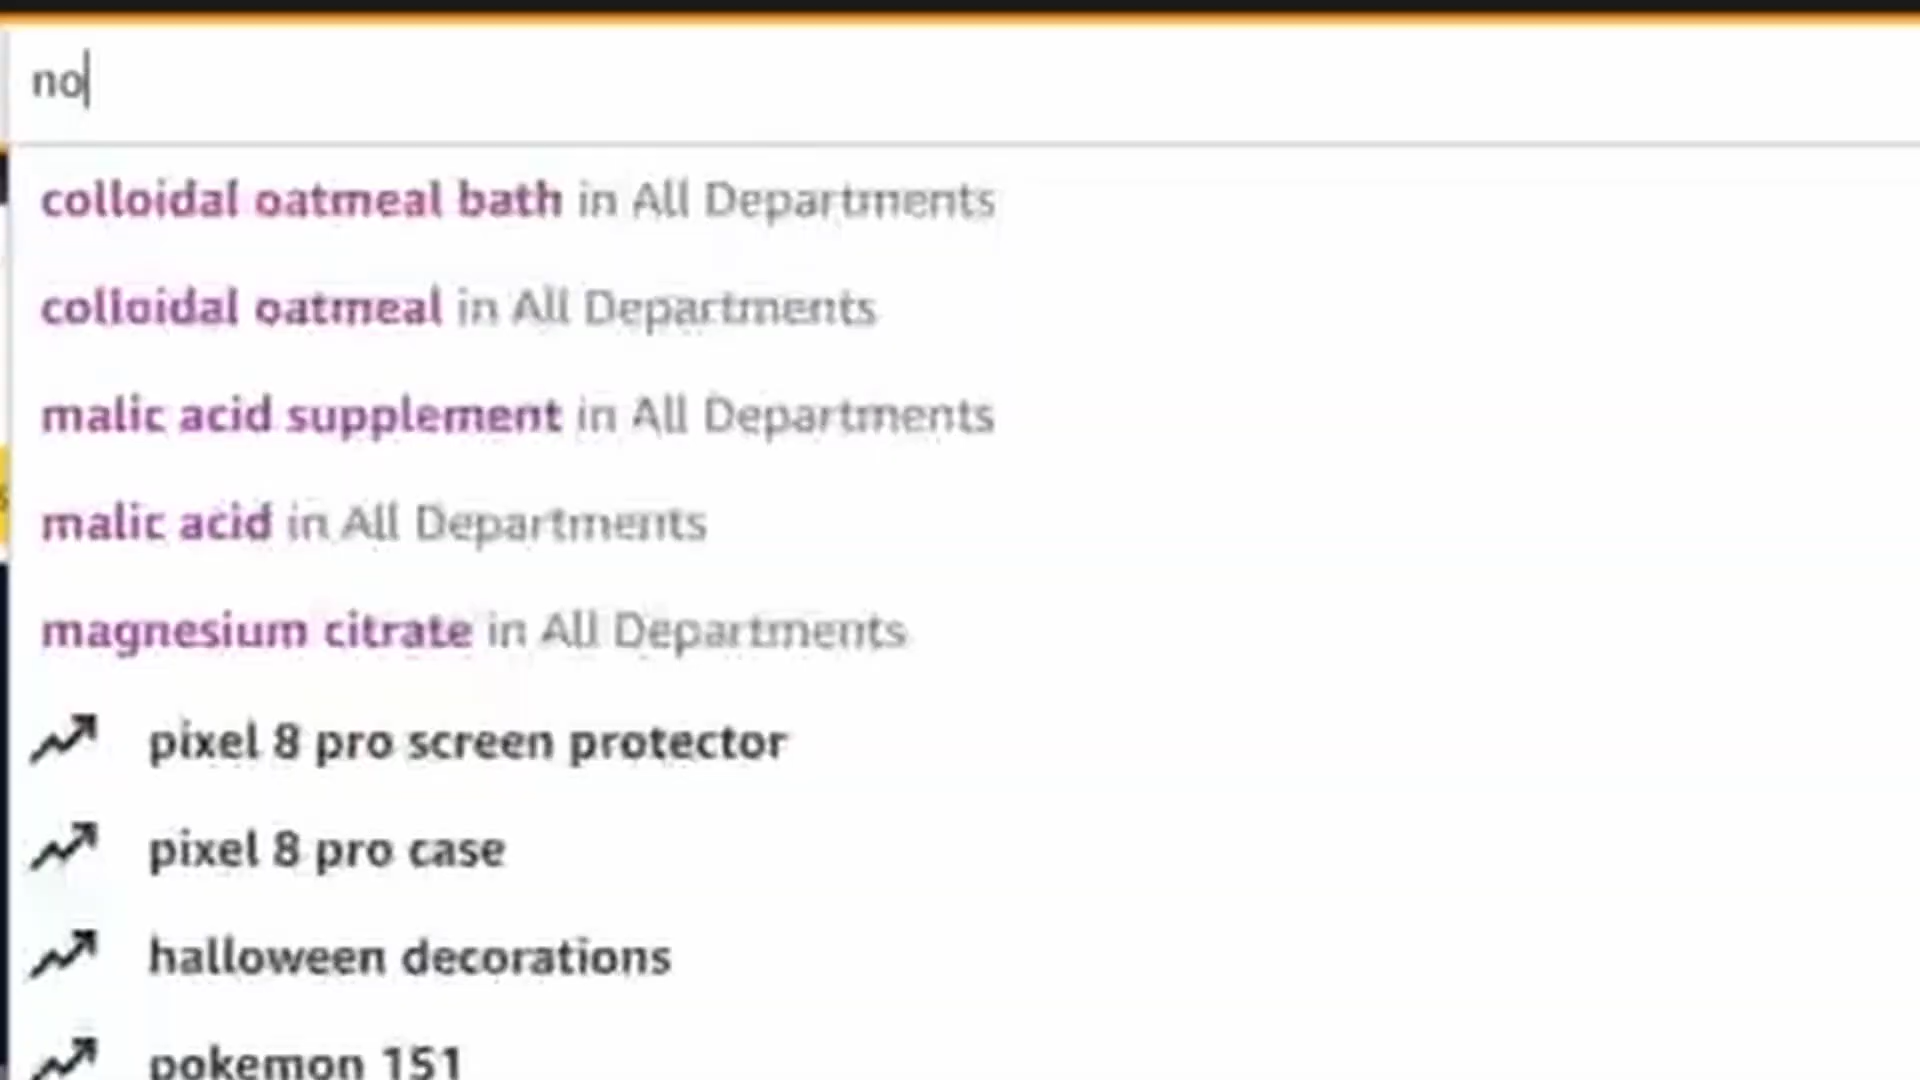 no
colloidal oatmeal bath in All Departments
colloidal oatmeal in All Departments
malic acid supplement in All Departments
malic acid in All Departments
magnesium citrate in All Departments
pixel 8 pro screen protector
pixel 8 pro case
halloween decorations
pokemon 151